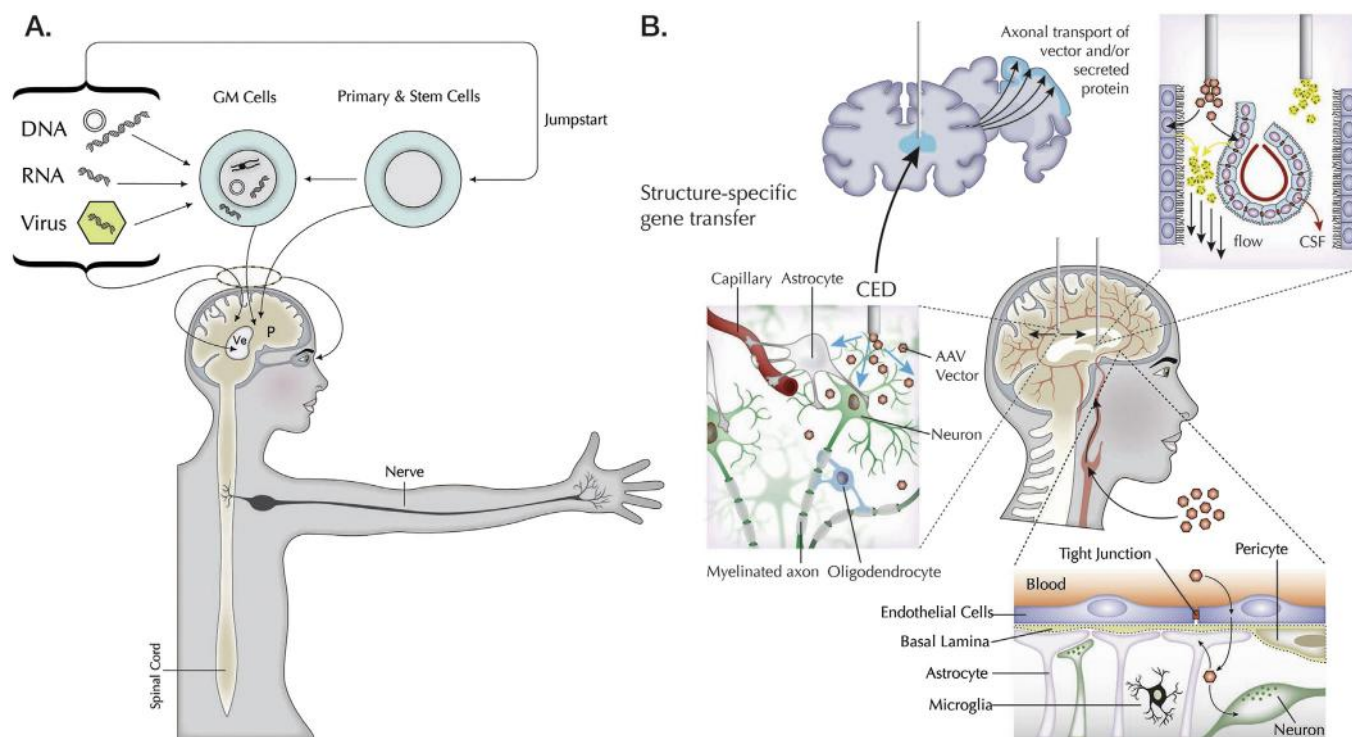 A.
GM Cells
Primary & Stem Cells
DNA
RNA
Virus
Jumpstart
Ve
P
Nerve
Spinal Cord
B.
Axonal transport of
vector and/or
secreted
protein
Structure-specific
gene transfer
flow
CSF
Capillary
Astrocyte
CED
AAV
Vector
Neuron
Myelinated axon
Oligodendrocyte
Tight Junction
Pericyte
Blood
Endothelial Cells
Basal Lamina
Astrocyte
Microglia
Neuron